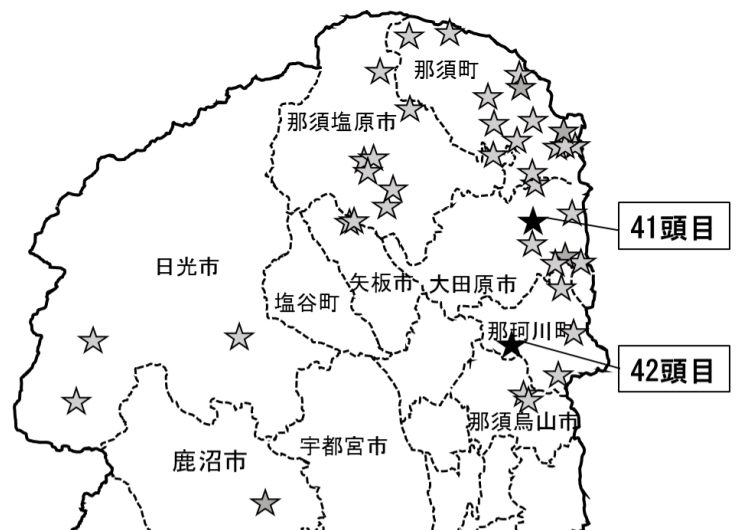 那須町
那須塩原市
41頭目
日光市
矢板市
大田原市
塩谷町
那珂川町
42頭目
那須烏山市
宇都宮市
鹿沼市